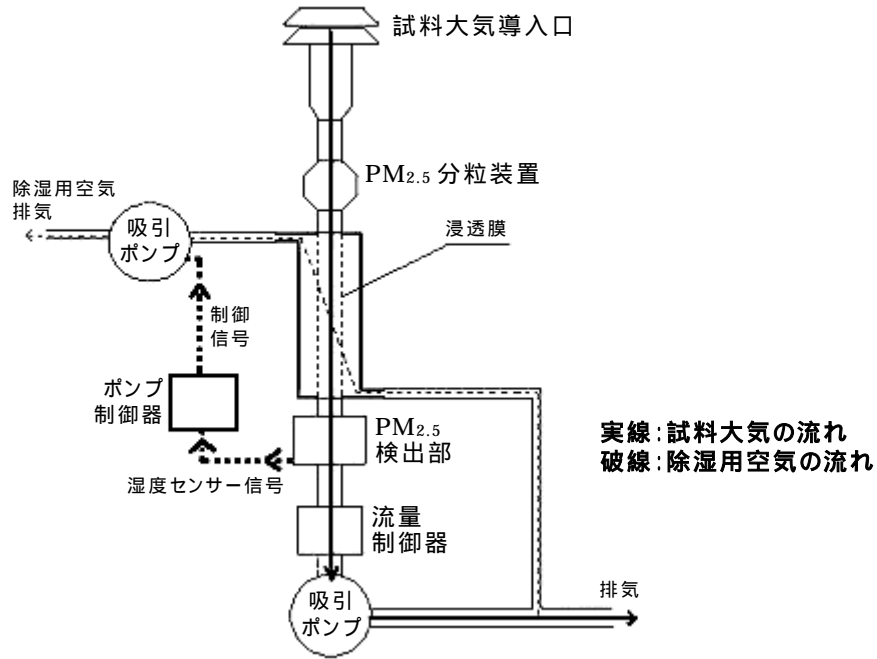 試料大気導入口
PM2.5 分粒装置
除湿用空気
排気
吸引
ポンプ
浸透膜
制御
信号
ポンプ
制御器
PM2.5
検出部
実線:試料大気の流れ
破線:除湿用空気の流れ
湿度センサー信号
流量
制御器
排気
吸引
ポンプ